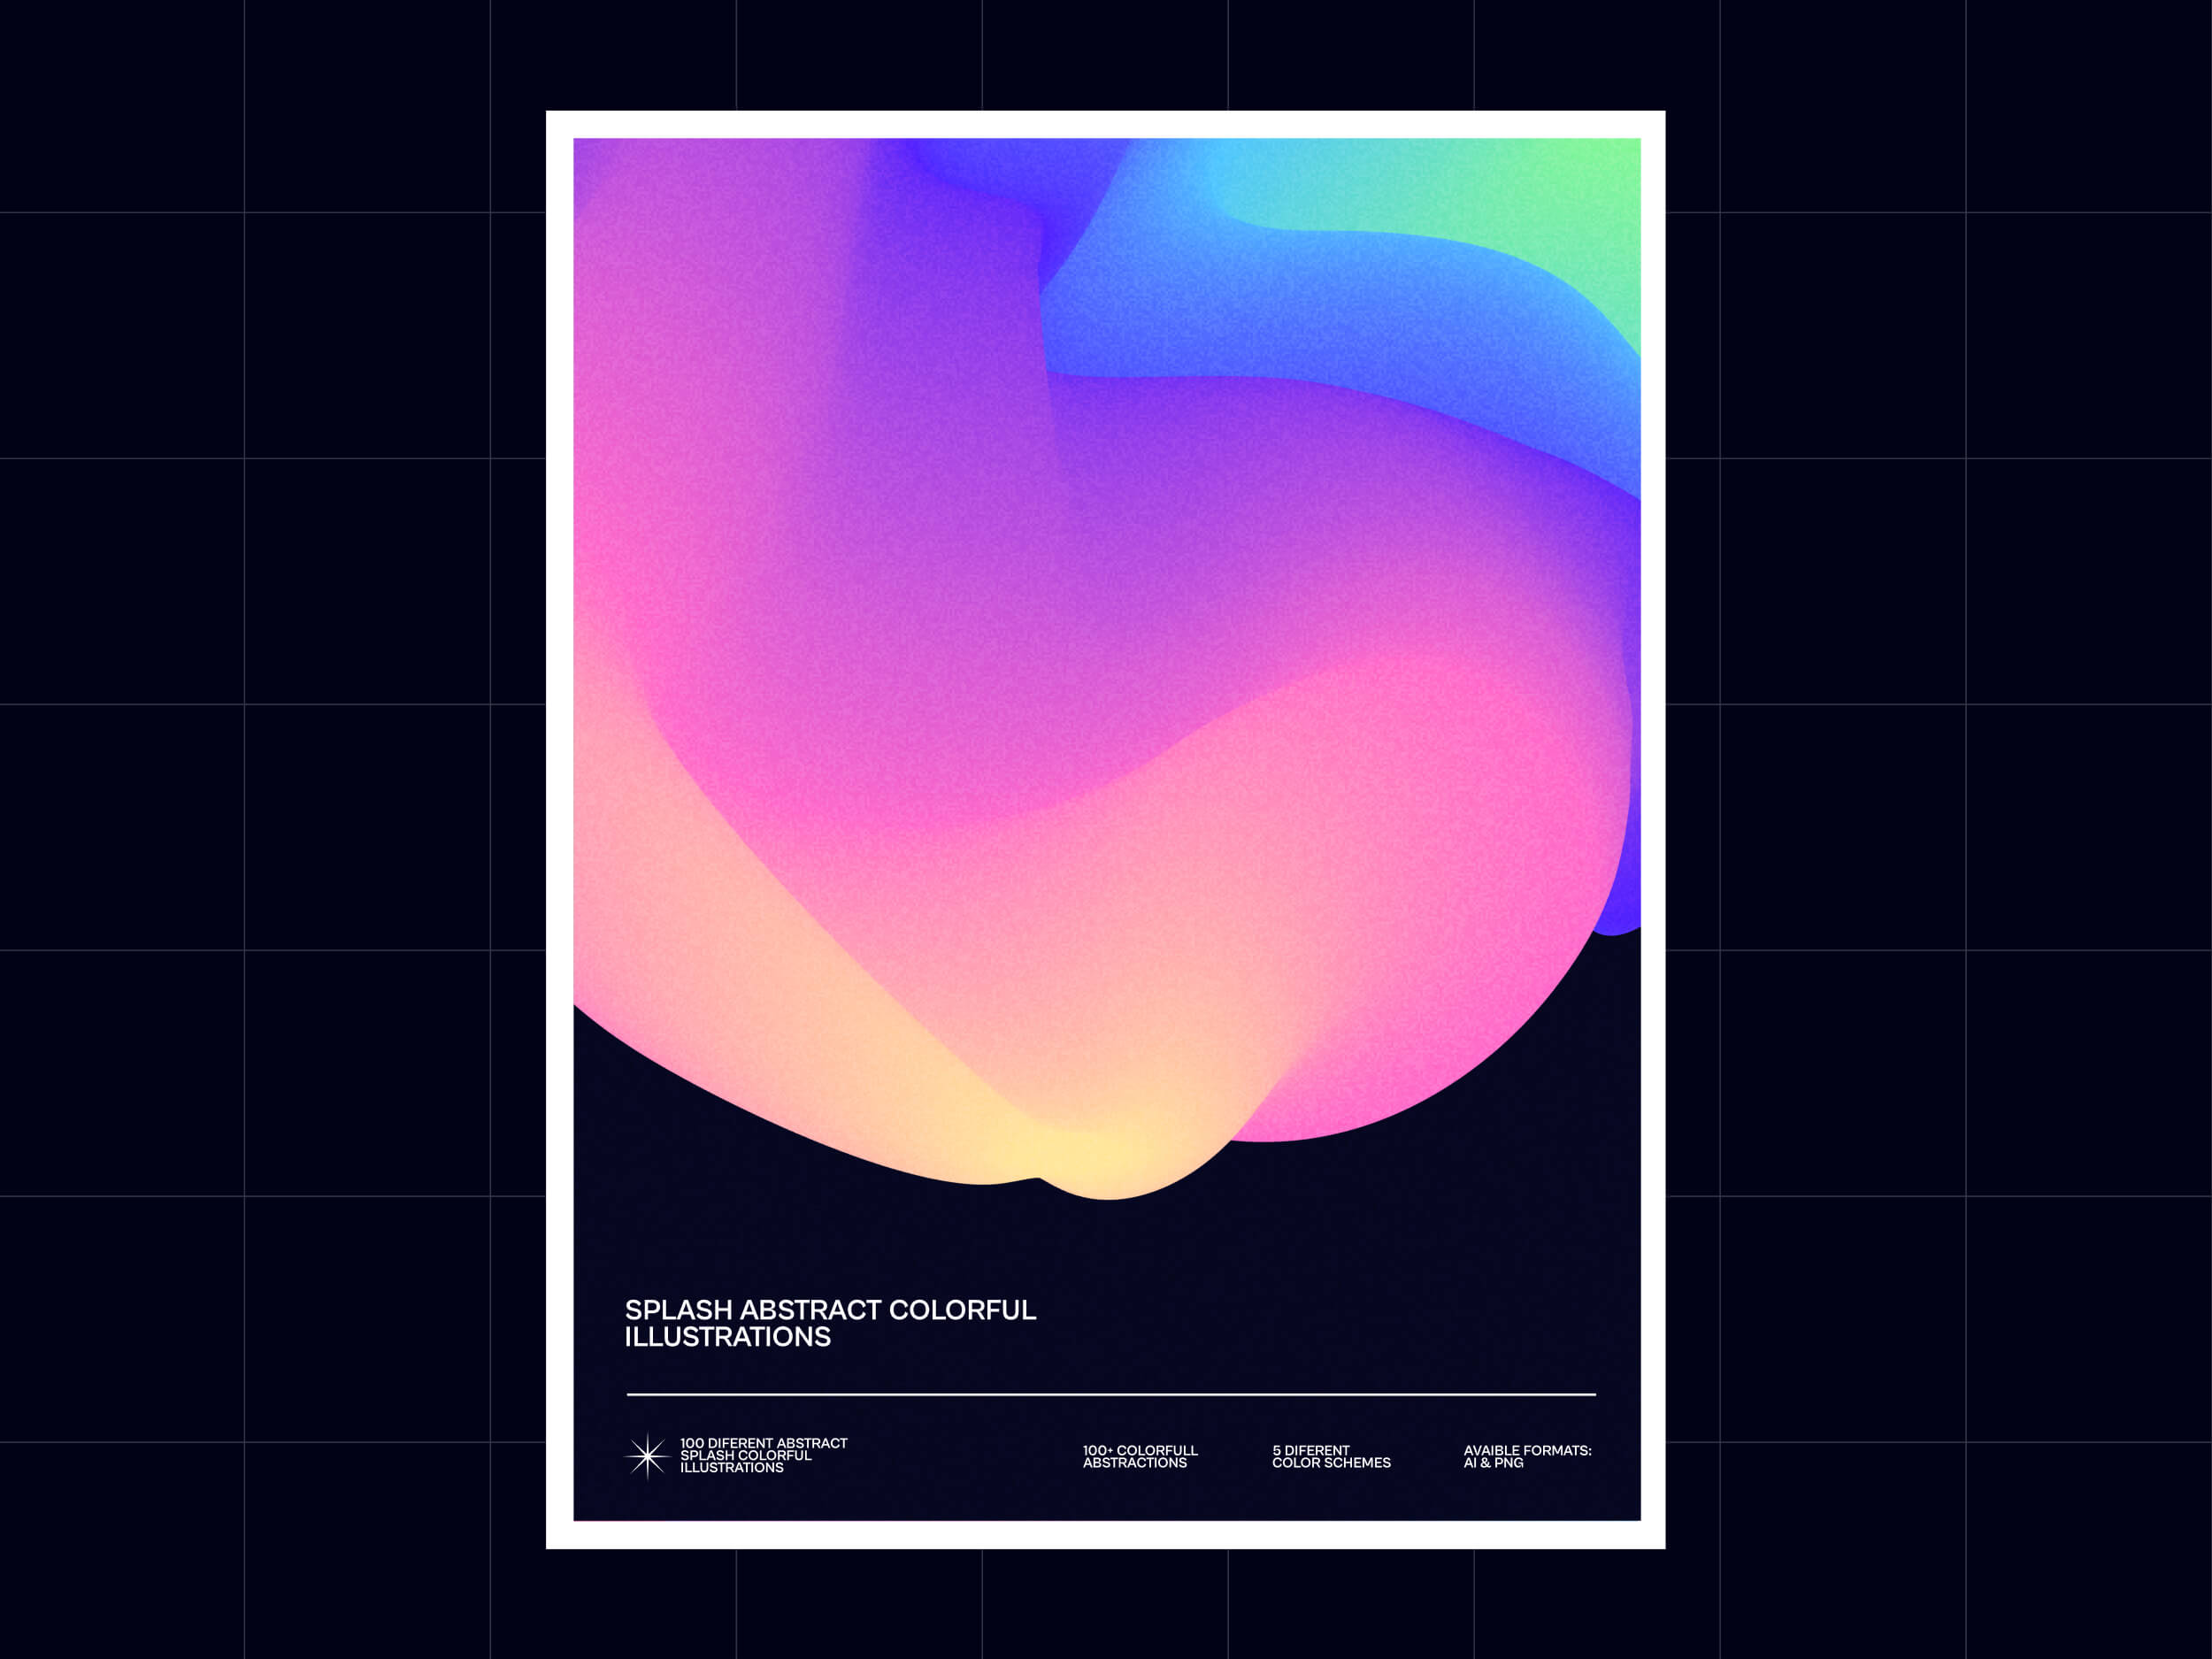 SPLASH ABSTRACT COLORFUL
ILLUSTRATIONS
100 DIFERENT ABSTRACT
SPLASH COLORFUL
ILLUSTRATIONS
100+ COLORFULL
ABSTRACTIONS
5 DIFERENT
COLOR SCHEMES
AVAIBLE FORMATS:
AI & PNG